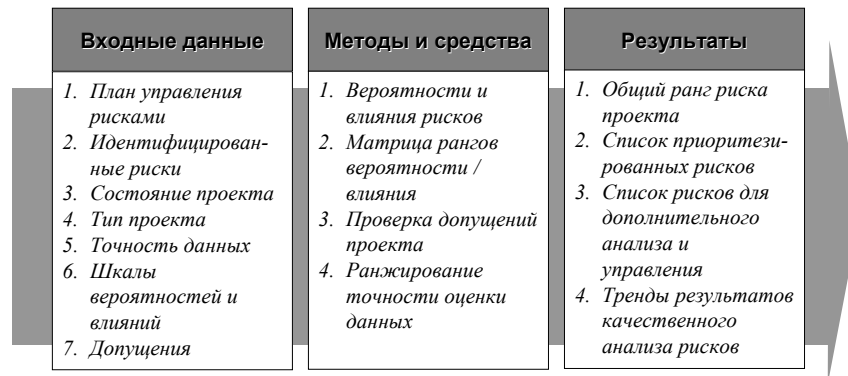 Входные данные
1. План управления
рисками
2. Идентифицирован-
ные риски
3. Состояние проекта
4. Тип проекта
5. Точность данных
6. Шкалы
вероятностей и
влияний
7. Допущения
Методы и средства
1. Вероятности и
влияния рисков
2. Матрица рангов
вероятности /
влияния
3. Проверка допущений
проекта
4. Ранжирование
точности оценки
данных
Результаты
1. Общий ранг риска
проекта
2. Список приоритези-
рованных рисков
3. Список рисков для
дополнительного
анализа и
управления
4. Тренды результатов
качественного
анализа рисков